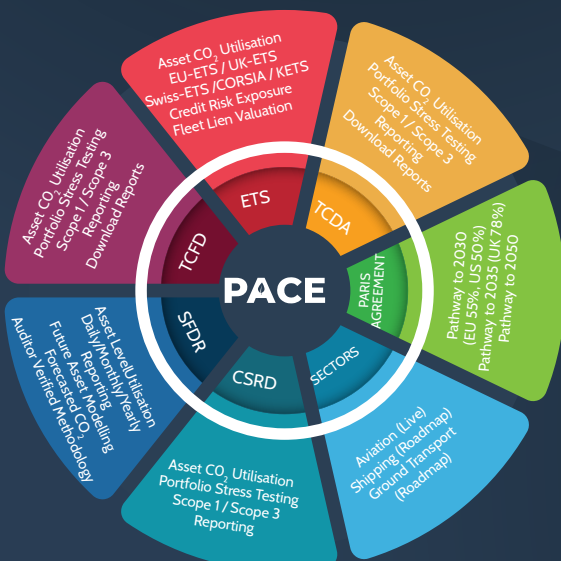 PACE
ETS
Asset CO2 Utilisation
EU-ETS / UK-ETS
Swiss-ETS /CORSIA / KETS
Credit Risk Exposure
Fleet Lien Valuation
TCDA
Asset CO2 Utilisation
Portfolio Stress Testing
Scope 1 / Scope 3
Reporting
Download Reports
PARIS
AGREEMENT
Pathway to 2030
(EU 55%, US 50%)
Pathway to 2035 (UK 78%)
Pathway to 2050
SECTORS
Aviation (Live)
Shipping (Roadmap)
Ground Transport
(Roadmap)
CSRD
Asset CO2 Utilisation
Portfolio Stress Testing
Scope 1 / Scope 3
Reporting
SFDR
Asset LevelUtilisation
Daily/Monthly/Yearly
Reporting
Future Asset Modelling
Forecasted CO2
Auditor Verified Methodology
TCFD
Asset CO2 Utilisation
Portfolio Stress Testing
Scope 1 / Scope 3
Reporting
Download Reports